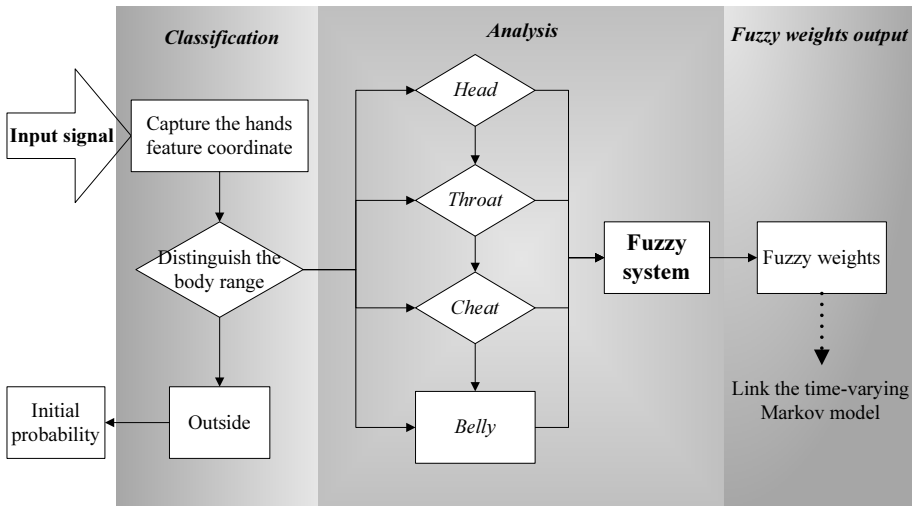 Classification
Analysis
Fuzzy weights output
Input signal
Capture the hands
feature coordinate
Distinguish the
body range
Outside
Initial
probability
Head
Throat
Cheat
Belly
Fuzzy
system
Fuzzy weights
Link the time-varying
Markov model